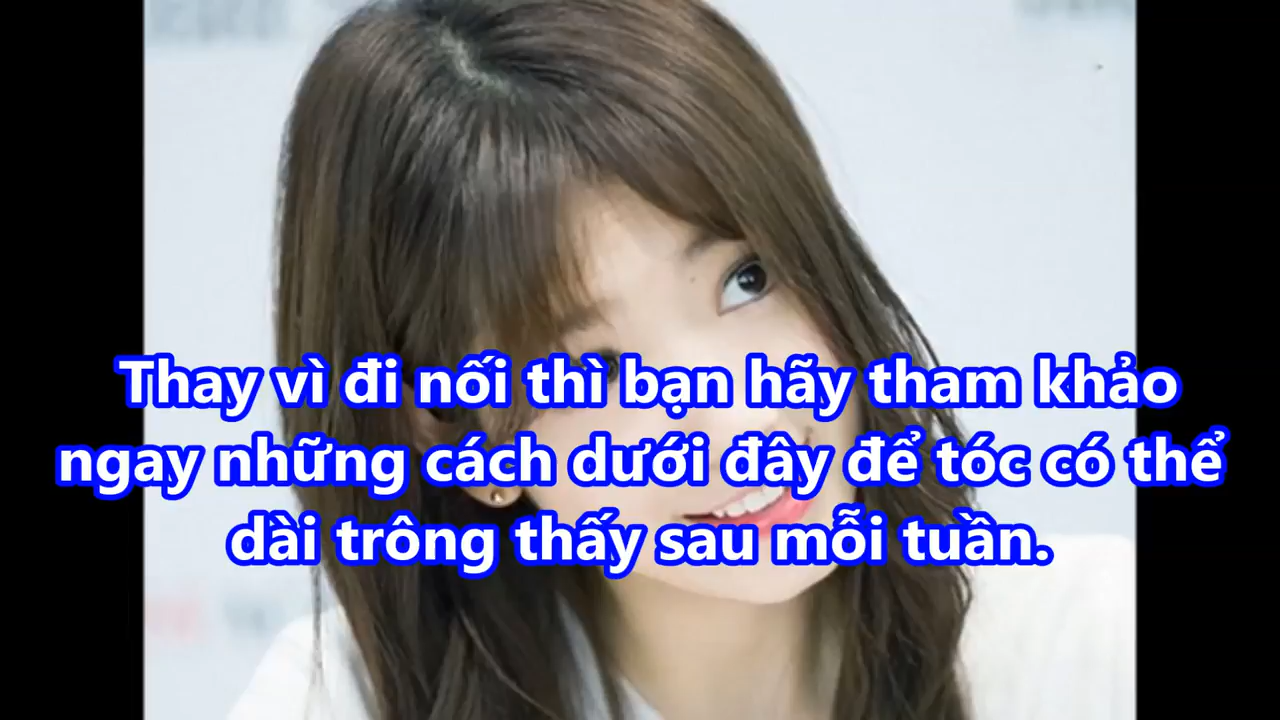 Thay vì đi nối thì bạn hãy tham khảo
ngay những cách dưới đây để tóc có thể
dài trông thấy sau mỗi tuần.